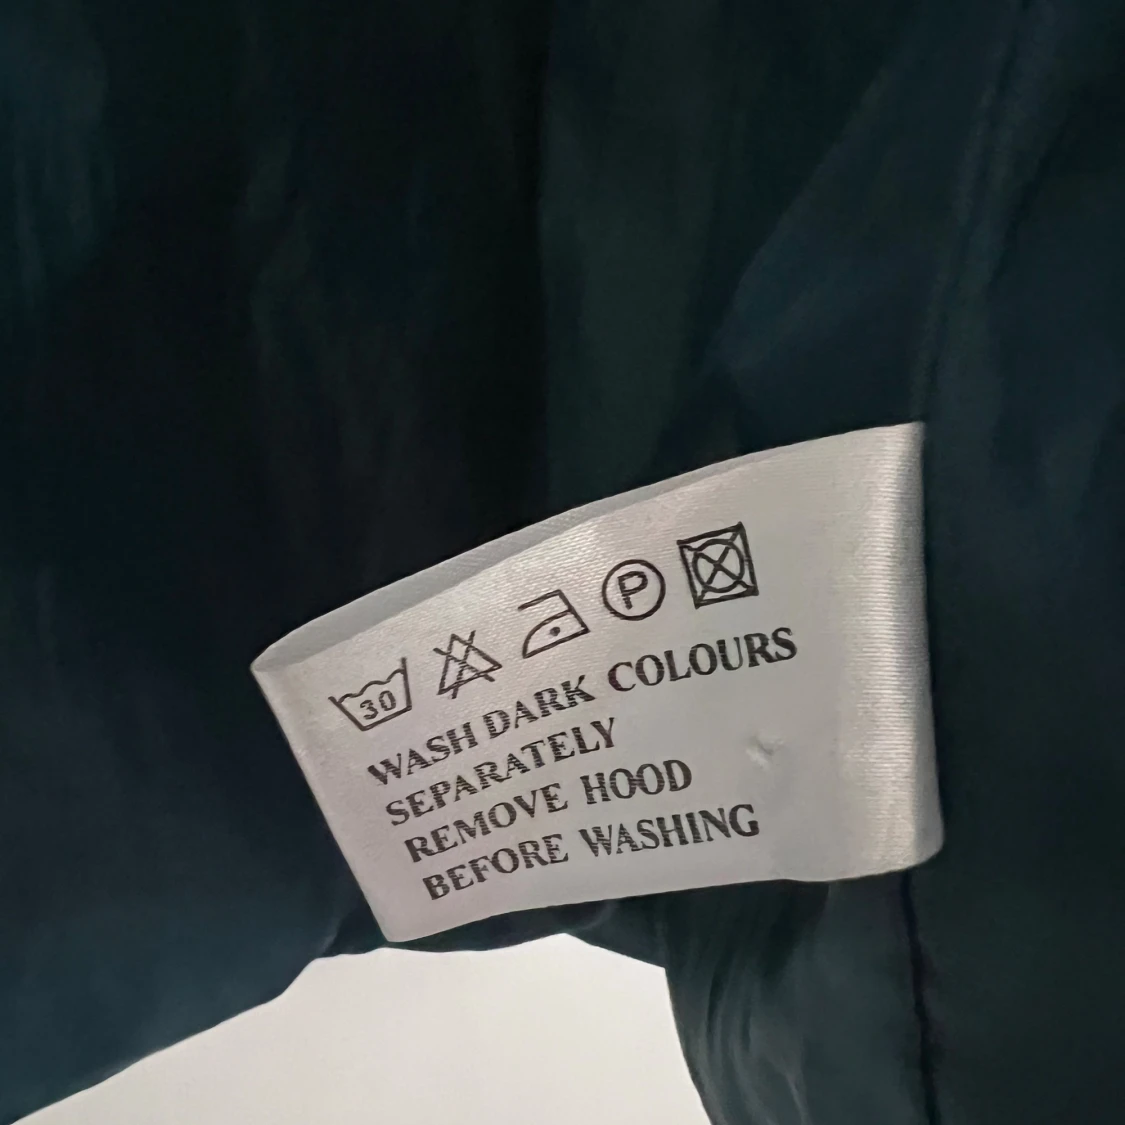 30 P
WASH DARK COLOURS
SEPARATELY
REMOVE HOOD
BEFORE WASHING